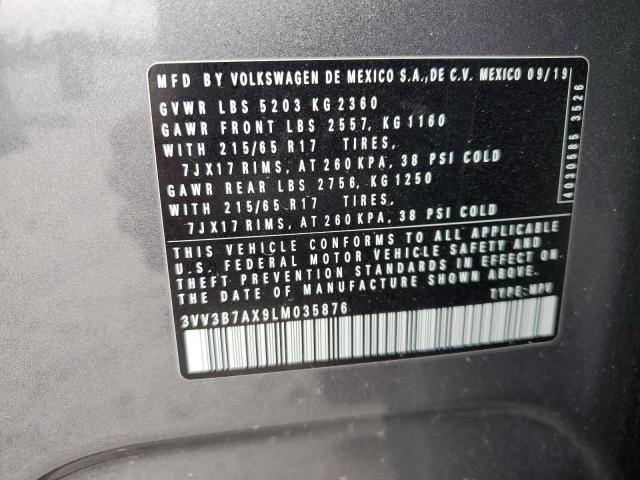 MFD BY VOLKSWAGEN DE MEXICO S.A.,DE C.V. MEXICO 09/19
GVWR LBS 5203 KG 2360
GAWR FRONT LBS 2557, KG 1160
WITH 215/65 R17 TIRES,
7JX17 RIMS, AT 260 KPA, 38 PSI COLD
GAWR REAR LBS 2756, KG 1250
WITH 215/65 R17 TIRES,
7JX17 RIMS, AT 260 KPA, 38 PSI COLD
THIS VEHICLE CONFORMS TO ALL APPLICABLE
U.S. FEDERAL MOTOR VEHICLE SAFETY AND
THEFT PREVENTION STANDARDS IN EFFECT ON
THE DATE OF MANUFACTURE SHOWN ABOVE.
3VV3B7AX9LM035876
TYPE: MPV
4030585 3526